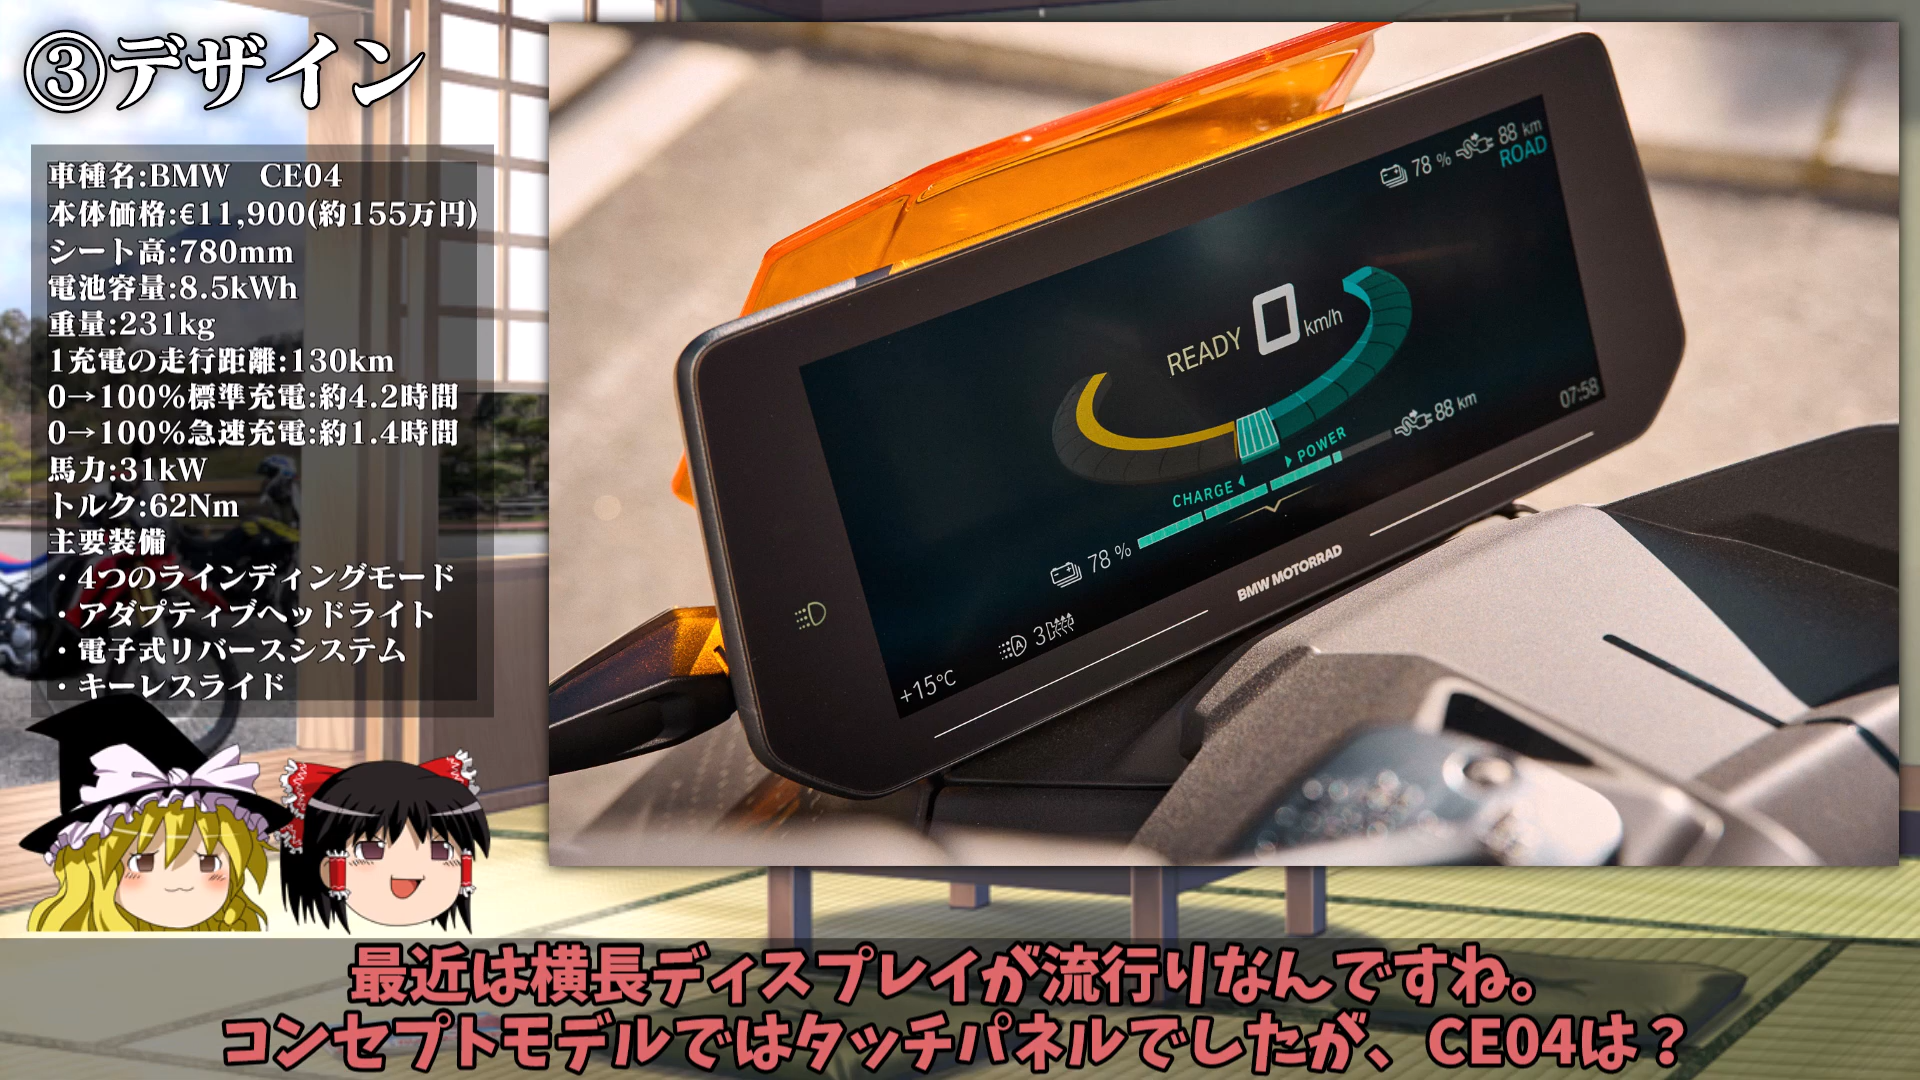 ③デザイン
車種名:BMW　CE04
本体価格:€11,900(約155万円)
シート高:780mm
電池容量:8.5kWh
重量:231kg
1充電の走行距離:130km
0→100%標準充電:約4.2時間
0→100%急速充電:約1.4時間
馬力:31kW
トルク:62Nm
主要装備
・4つのラインディングモード
・アダプティブヘッドライト
・電子式リバースシステム
・キーレスライド
78 % 88 km
ROAD
READY 0 km/h
07:58
POWER 88 km
CHARGE
78 %
BMW MOTORRAD
A 3
+15°C
最近は横長ディスプレイが流行りなんですね。
コンセプトモデルではタッチパネルでしたが、CE04は？